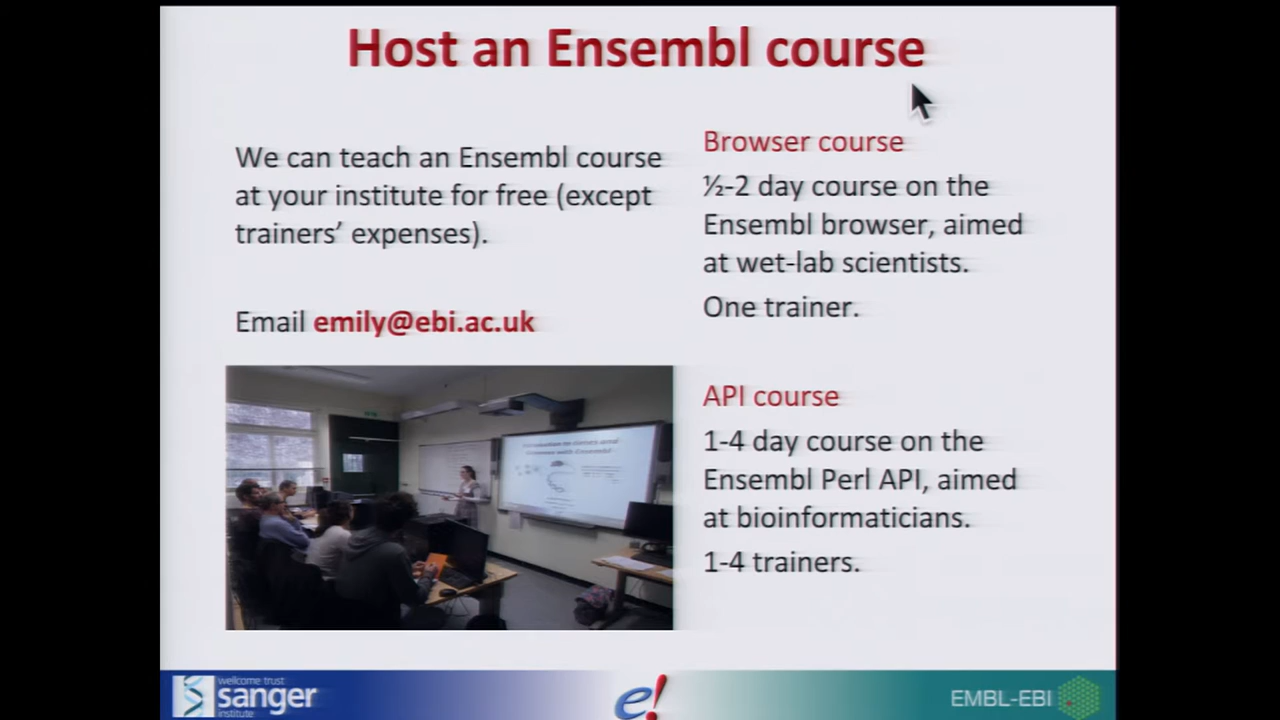 Host an Ensembl course
We can teach an Ensembl course
at your institute for free (except
trainers’ expenses).
Email emily@ebi.ac.uk
Browser course
½-2 day course on the
Ensembl browser, aimed
at wet-lab scientists.
One trainer.
API course
1-4 day course on the
Ensembl Perl API, aimed
at bioinformaticians.
1-4 trainers.
wellcome trust
sanger
institute
e!
EMBL-EBI